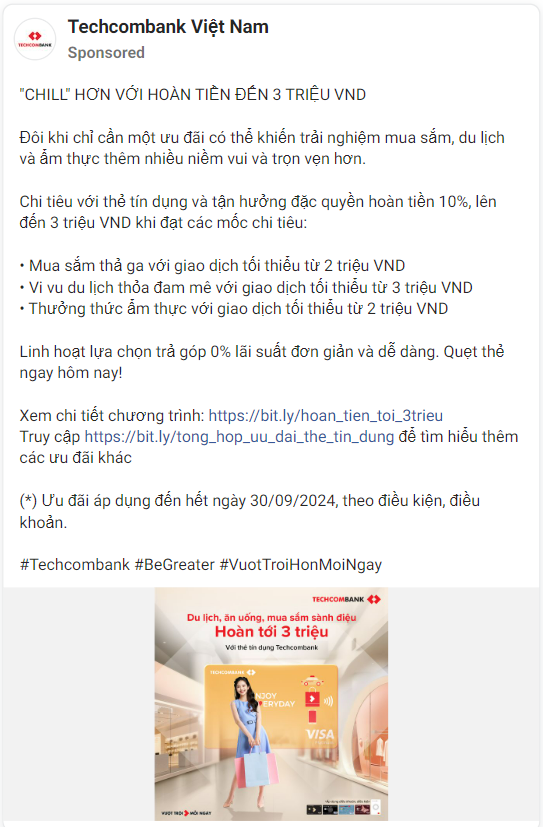 Techcombank Việt Nam
Sponsored
TECHCOMBANK
"CHILL" HƠN VỚI HOÀN TIỀN ĐẾN 3 TRIỆU VND
Đôi khi chỉ cần một ưu đãi có thể khiến trải nghiệm mua sắm, du lịch
và ẩm thực thêm nhiều niềm vui và trọn vẹn hơn.
Chi tiêu với thẻ tín dụng và tận hưởng đặc quyền hoàn tiền 10%, lên
đến 3 triệu VND khi đạt các mốc chi tiêu:
• Mua sắm thả ga với giao dịch tối thiểu từ 2 triệu VND
• Vi vu du lịch thỏa đam mê với giao dịch tối thiểu từ 3 triệu VND
• Thưởng thức ẩm thực với giao dịch tối thiểu từ 2 triệu VND
Linh hoạt lựa chọn trả góp 0% lãi suất đơn giản và dễ dàng. Quẹt thẻ
ngay hôm nay!
Xem chi tiết chương trình: https://bit.ly/hoan_tien_toi_3trieu
Truy cập https://bit.ly/tong_hop_uu_dai_the_tin_dung để tìm hiểu thêm
các ưu đãi khác
(*) Ưu đãi áp dụng đến hết ngày 30/09/2024, theo điều kiện, điều
khoản.
#Techcombank #BeGreater #VuotTroiHonMoiNgay
TECHCOMBANK
Du lịch, ăn uống, mua sắm sành điệu
Hoàn tới 3 triệu
Với thẻ tín dụng Techcombank
TECHCOMBANK
ENJOY
EVERYDAY
VISA
VƯỢT TRỘI MỖI NGAY